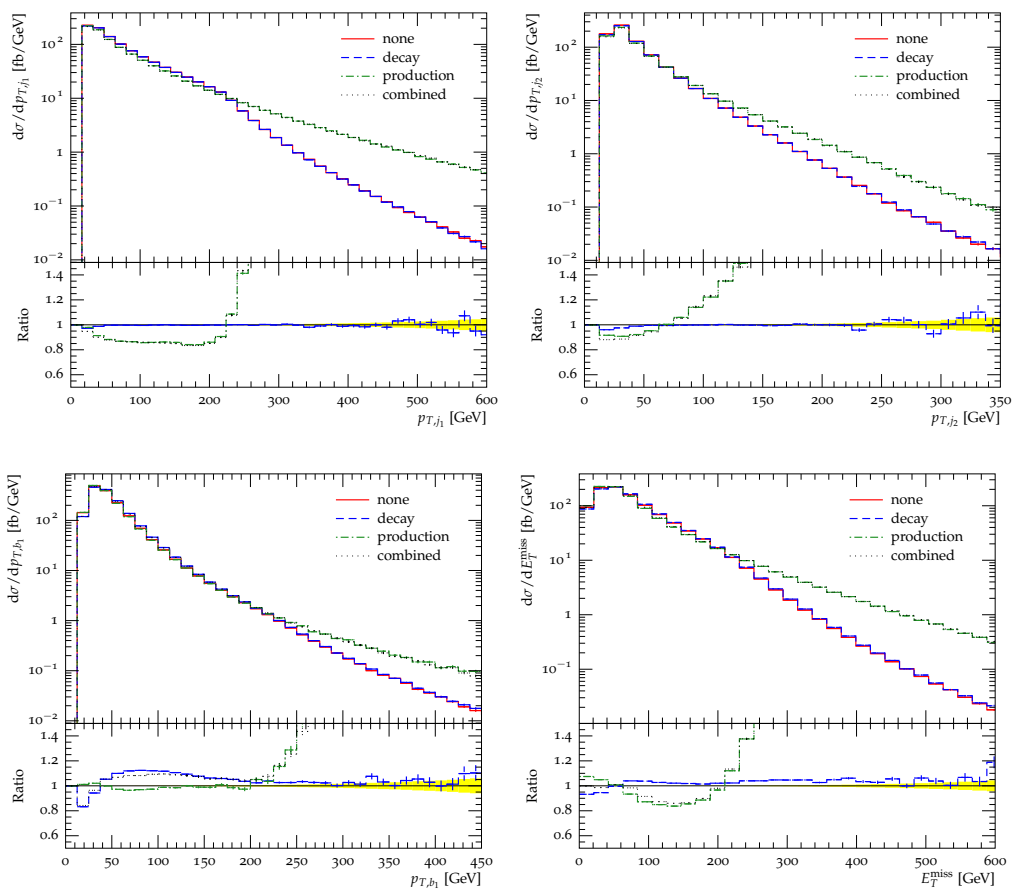 dσ/dp_{T,j_1} [fb/GeV]
10^2
10^1
1
10^{-1}
10^{-2}
none
decay
production
combined
Ratio
1.4
1.2
1
0.8
0.6
0 100 200 300 400 500 600
p_{T,j_1} [GeV]
dσ/dp_{T,j_2} [fb/GeV]
10^2
10^1
1
10^{-1}
10^{-2}
none
decay
production
combined
Ratio
1.4
1.2
1
0.8
0.6
0 50 100 150 200 250 300 350
p_{T,j_2} [GeV]
dσ/dp_{T,b_1} [fb/GeV]
10^2
10^1
1
10^{-1}
10^{-2}
none
decay
production
combined
Ratio
1.4
1.2
1
0.8
0.6
0 50 100 150 200 250 300 350 400 450
p_{T,b_1} [GeV]
dσ/dE_T^{miss} [fb/GeV]
10^2
10^1
1
10^{-1}
none
decay
production
combined
Ratio
1.4
1.2
1
0.8
0.6
0 100 200 300 400 500 600
E_T^{miss} [GeV]